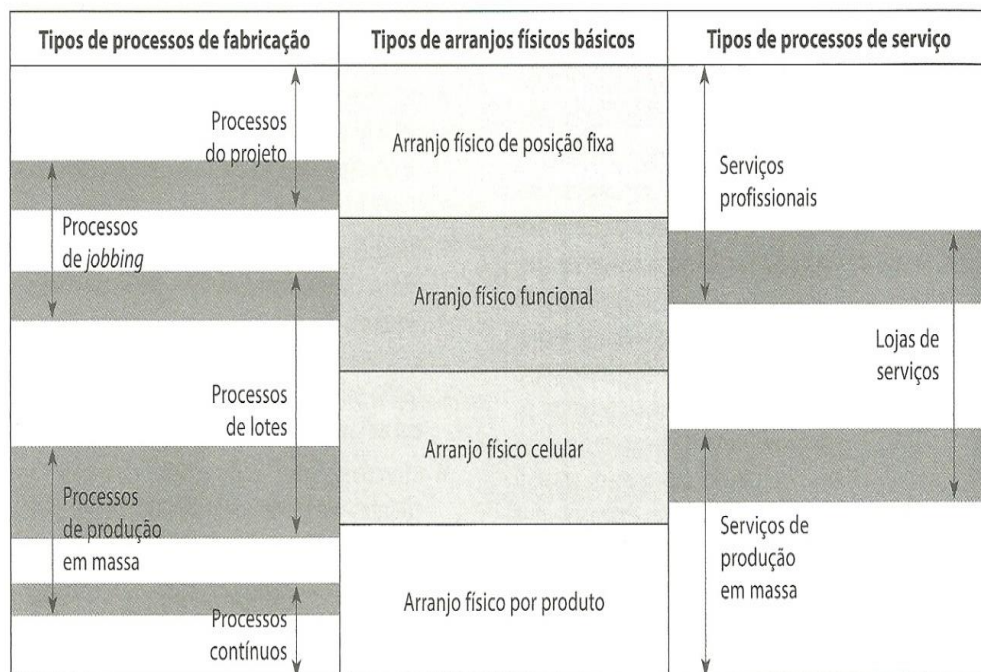 Tipos de processos de fabricação
Tipos de arranjos físicos básicos
Tipos de processos de serviço
Processos
do projeto
Processos
de jobbing
Processos
de lotes
Processos
de produção
em massa
Processos
contínuos
Arranjo físico de posição fixa
Arranjo físico funcional
Arranjo físico celular
Arranjo físico por produto
Serviços
profissionais
Lojas de
serviços
Serviços de
produção
em massa